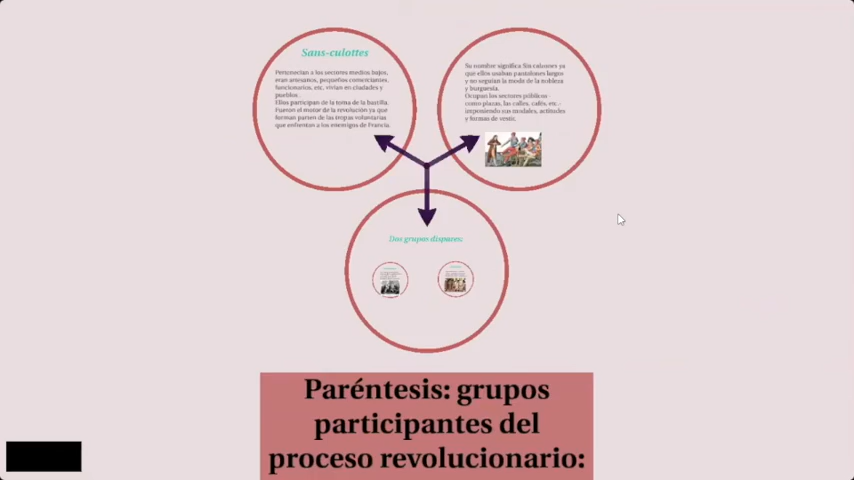 Sans-culottes
Pertenecían a los sectores medios bajos,
eran artesanos, pequeños comerciantes,
funcionarios, etc, vivían en ciudades y
pueblos .
Ellos participan de la toma de la bastilla.
Fueron el motor de la revolución ya que
forman parten de las tropas voluntarias
que enfrentan a los enemigos de Francia.
Su nombre significa Sin calzones ya
que ellos usaban pantalones largos
y no seguían la moda de la nobleza
y burguesía.
Ocupan los sectores públicos -
como plazas, las calles, cafés, etc. -
imponiendo sus modales, actitudes
y formas de vestir.
Dos grupos dispares:
Paréntesis: grupos
participantes del
proceso revolucionario: